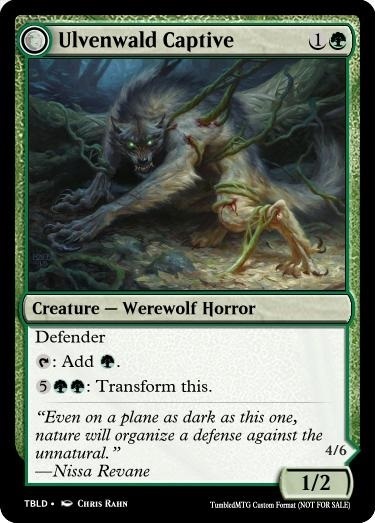 Ulvenwald Captive 1
Creature — Werewolf Horror
Defender
: Add .
5: Transform this.
“Even on a plane as dark as this one,
nature will organize a defense against the
unnatural.”
—Nissa Revane
4/6
1/2
TBLD • Chris Rahn
TumbledMTG Custom Format (NOT FOR SALE)